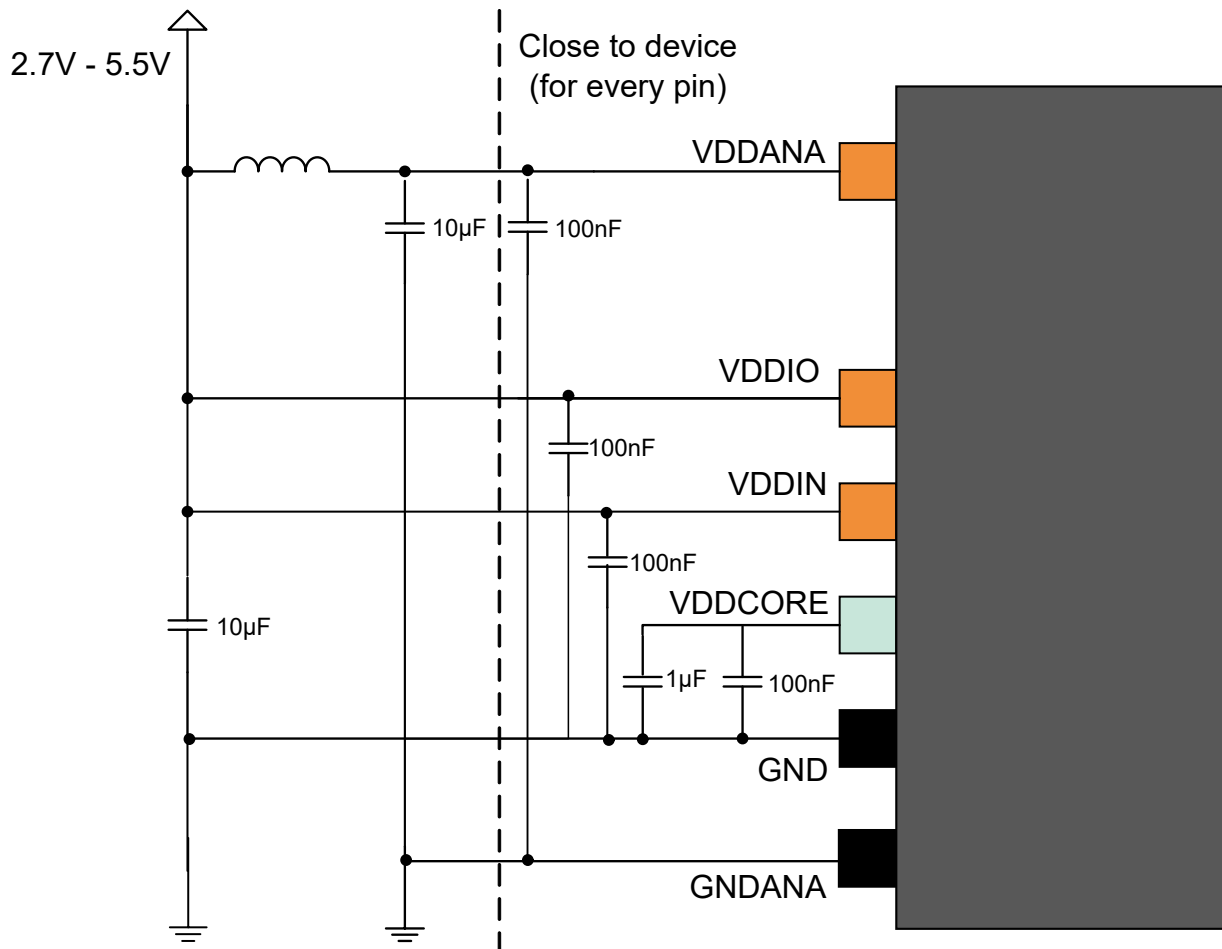 2.7V - 5.5V
Close to device
(for every pin)
VDDANA
10µF
100nF
VDDIO
100nF
VDDIN
100nF
VDDCORE
10µF
1µF
100nF
GND
GNDANA